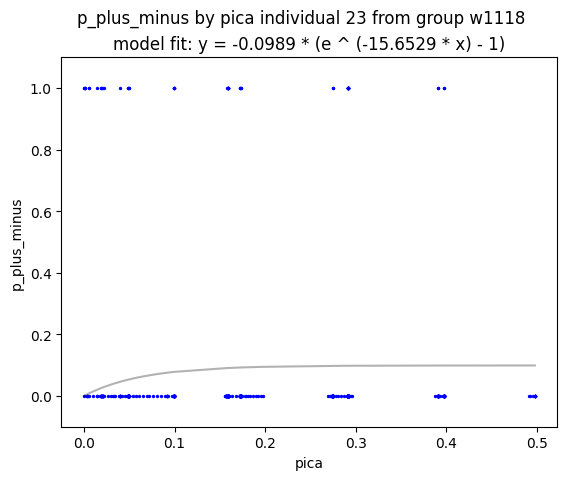 p_plus_minus by pica individual 23 from group w1118
model fit: y = -0.0989 * (e ^ (-15.6529 * x) - 1)
1.0
0.8
0.6
0.4
0.2
0.0
p_plus_minus
0.0 0.1 0.2 0.3 0.4 0.5
pica